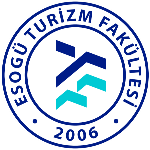 ESOGÜ TURİZM FAKÜLTESİ
· 2006 ·